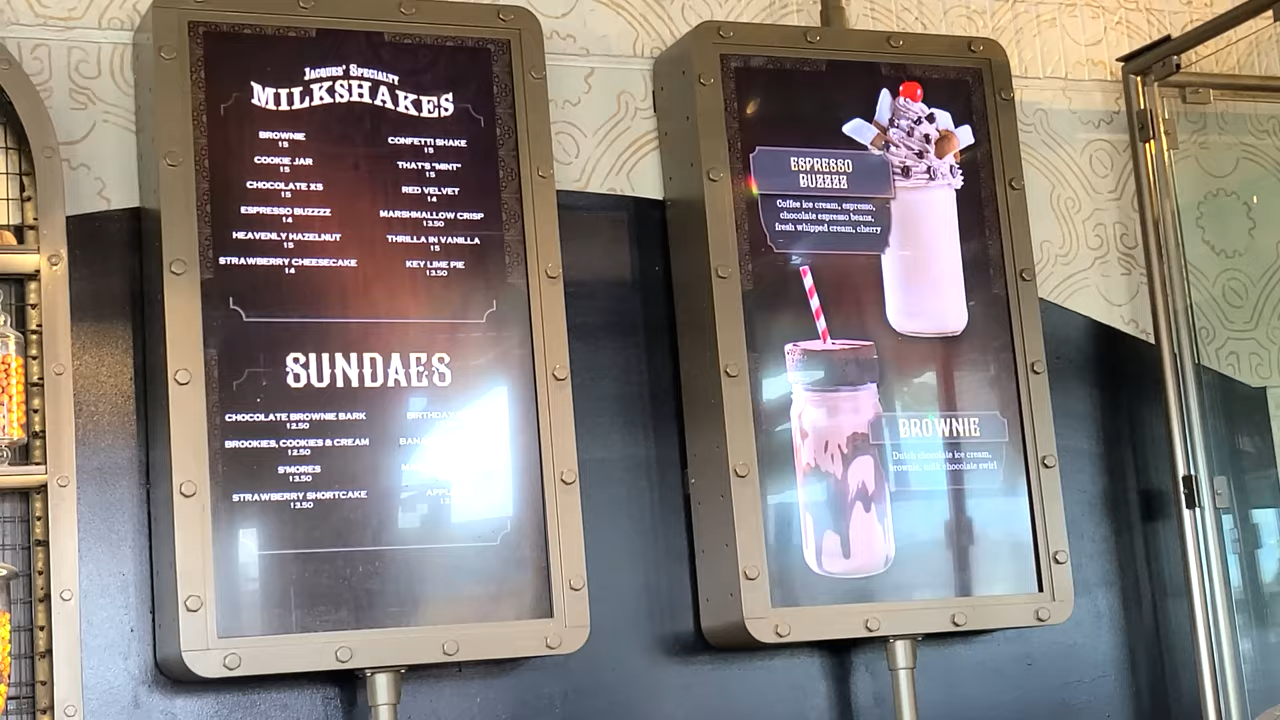 Jacques' Specialty
MILKSHAKES
BROWNIE
15
COOKIE JAR
15
CHOCOLATE X5
15
ESPRESSO BUZZZZ
14
HEAVENLY HAZELNUT
15
STRAWBERRY CHEESECAKE
14
CONFETTI SHAKE
15
THAT'S "MINT"
15
RED VELVET
14
MARSHMALLOW CRISP
13.50
THRILLA IN VANILLA
15
KEY LIME PIE
13.50
SUNDAES
CHOCOLATE BROWNIE BARK
12.50
BROOKIES, COOKIES & CREAM
12.50
S'MORES
13.50
STRAWBERRY SHORTCAKE
13.50
BIRTHDAY
ESPRESSO
BUZZZZ
Coffee ice cream, espresso,
chocolate espresso beans,
fresh whipped cream, cherry
BROWNIE
Dutch chocolate ice cream,
brownie, milk chocolate swirl